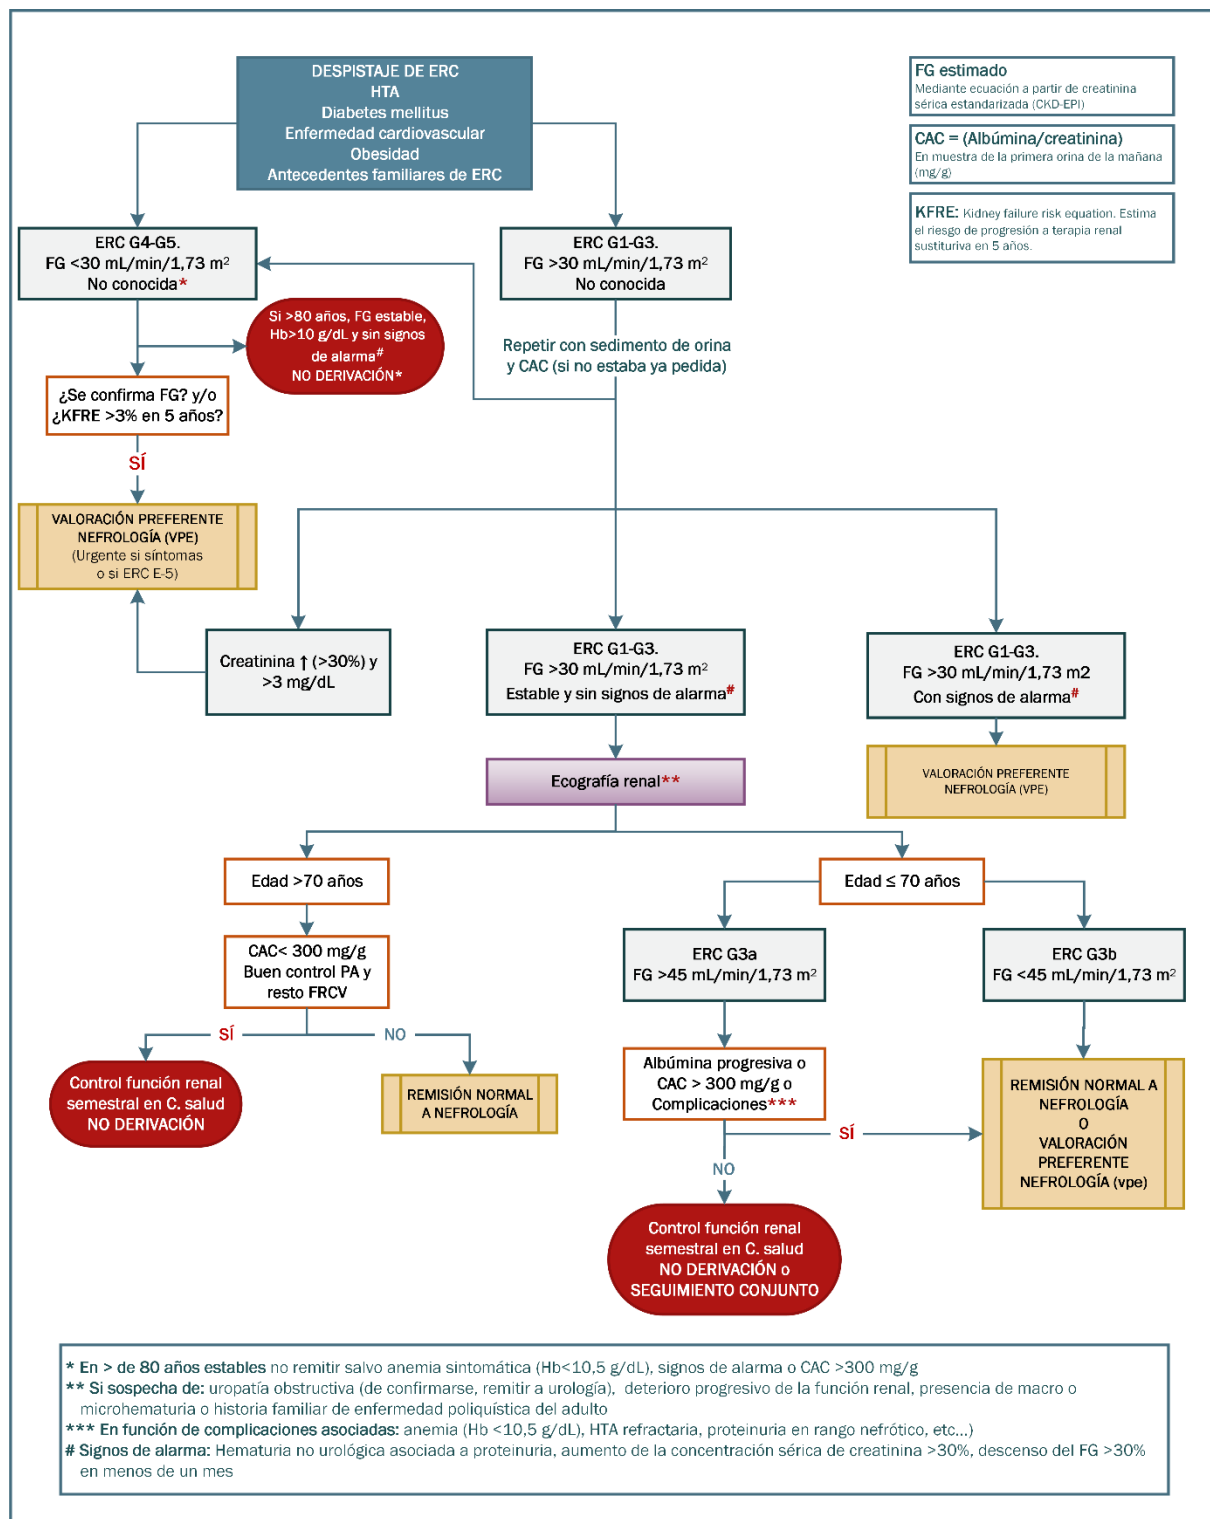 DESPISTAJE DE ERC
HTA
Diabetes mellitus
Enfermedad cardiovascular
Obesidad
Antecedentes familiares de ERC
FG estimado
Mediante ecuación a partir de creatinina
sérica estandarizada (CKD-EPI)
CAC = (Albúmina/creatinina)
En muestra de la primera orina de la mañana
(mg/g)
KFRE: Kidney failure risk equation. Estima
el riesgo de progresión a terapia renal
sustituriva en 5 años.
ERC G4-G5.
FG <30 mL/min/1,73 m²
No conocida*
ERC G1-G3.
FG >30 mL/min/1,73 m²
No conocida
Si >80 años, FG estable,
Hb>10 g/dL y sin signos
de alarma#
NO DERIVACIÓN*
Repetir con sedimento de orina
y CAC (si no estaba ya pedida)
¿Se confirma FG? y/o
¿KFRE >3% en 5 años?
SÍ
VALORACIÓN PREFERENTE
NEFROLOGÍA (VPE)
(Urgente si síntomas
o si ERC E-5)
Creatinina ↑ (>30%) y
>3 mg/dL
ERC G1-G3.
FG >30 mL/min/1,73 m²
Estable y sin signos de alarma#
ERC G1-G3.
FG >30 mL/min/1,73 m2
Con signos de alarma#
Ecografía renal**
VALORACIÓN PREFERENTE
NEFROLOGÍA (VPE)
Edad >70 años
Edad ≤ 70 años
CAC< 300 mg/g
Buen control PA y
resto FRCV
ERC G3a
FG >45 mL/min/1,73 m²
ERC G3b
FG <45 mL/min/1,73 m²
SÍ
NO
Control función renal
semestral en C. salud
NO DERIVACIÓN
REMISIÓN NORMAL
A NEFROLOGÍA
Albúmina progresiva o
CAC > 300 mg/g o
Complicaciones***
SÍ
NO
REMISIÓN NORMAL A
NEFROLOGÍA
O
VALORACIÓN
PREFERENTE
NEFROLOGÍA (vpe)
Control función renal
semestral en C. salud
NO DERIVACIÓN o
SEGUIMIENTO CONJUNTO
* En > de 80 años estables no remitir salvo anemia sintomática (Hb<10,5 g/dL), signos de alarma o CAC >300 mg/g
** Si sospecha de: uropatía obstructiva (de confirmarse, remitir a urología), deterioro progresivo de la función renal, presencia de macro o
microhematuria o historia familiar de enfermedad poliquística del adulto
*** En función de complicaciones asociadas: anemia (Hb <10,5 g/dL), HTA refractaria, proteinuria en rango nefrótico, etc...)
# Signos de alarma: Hematuria no urológica asociada a proteinuria, aumento de la concentración sérica de creatinina >30%, descenso del FG >30%
en menos de un mes